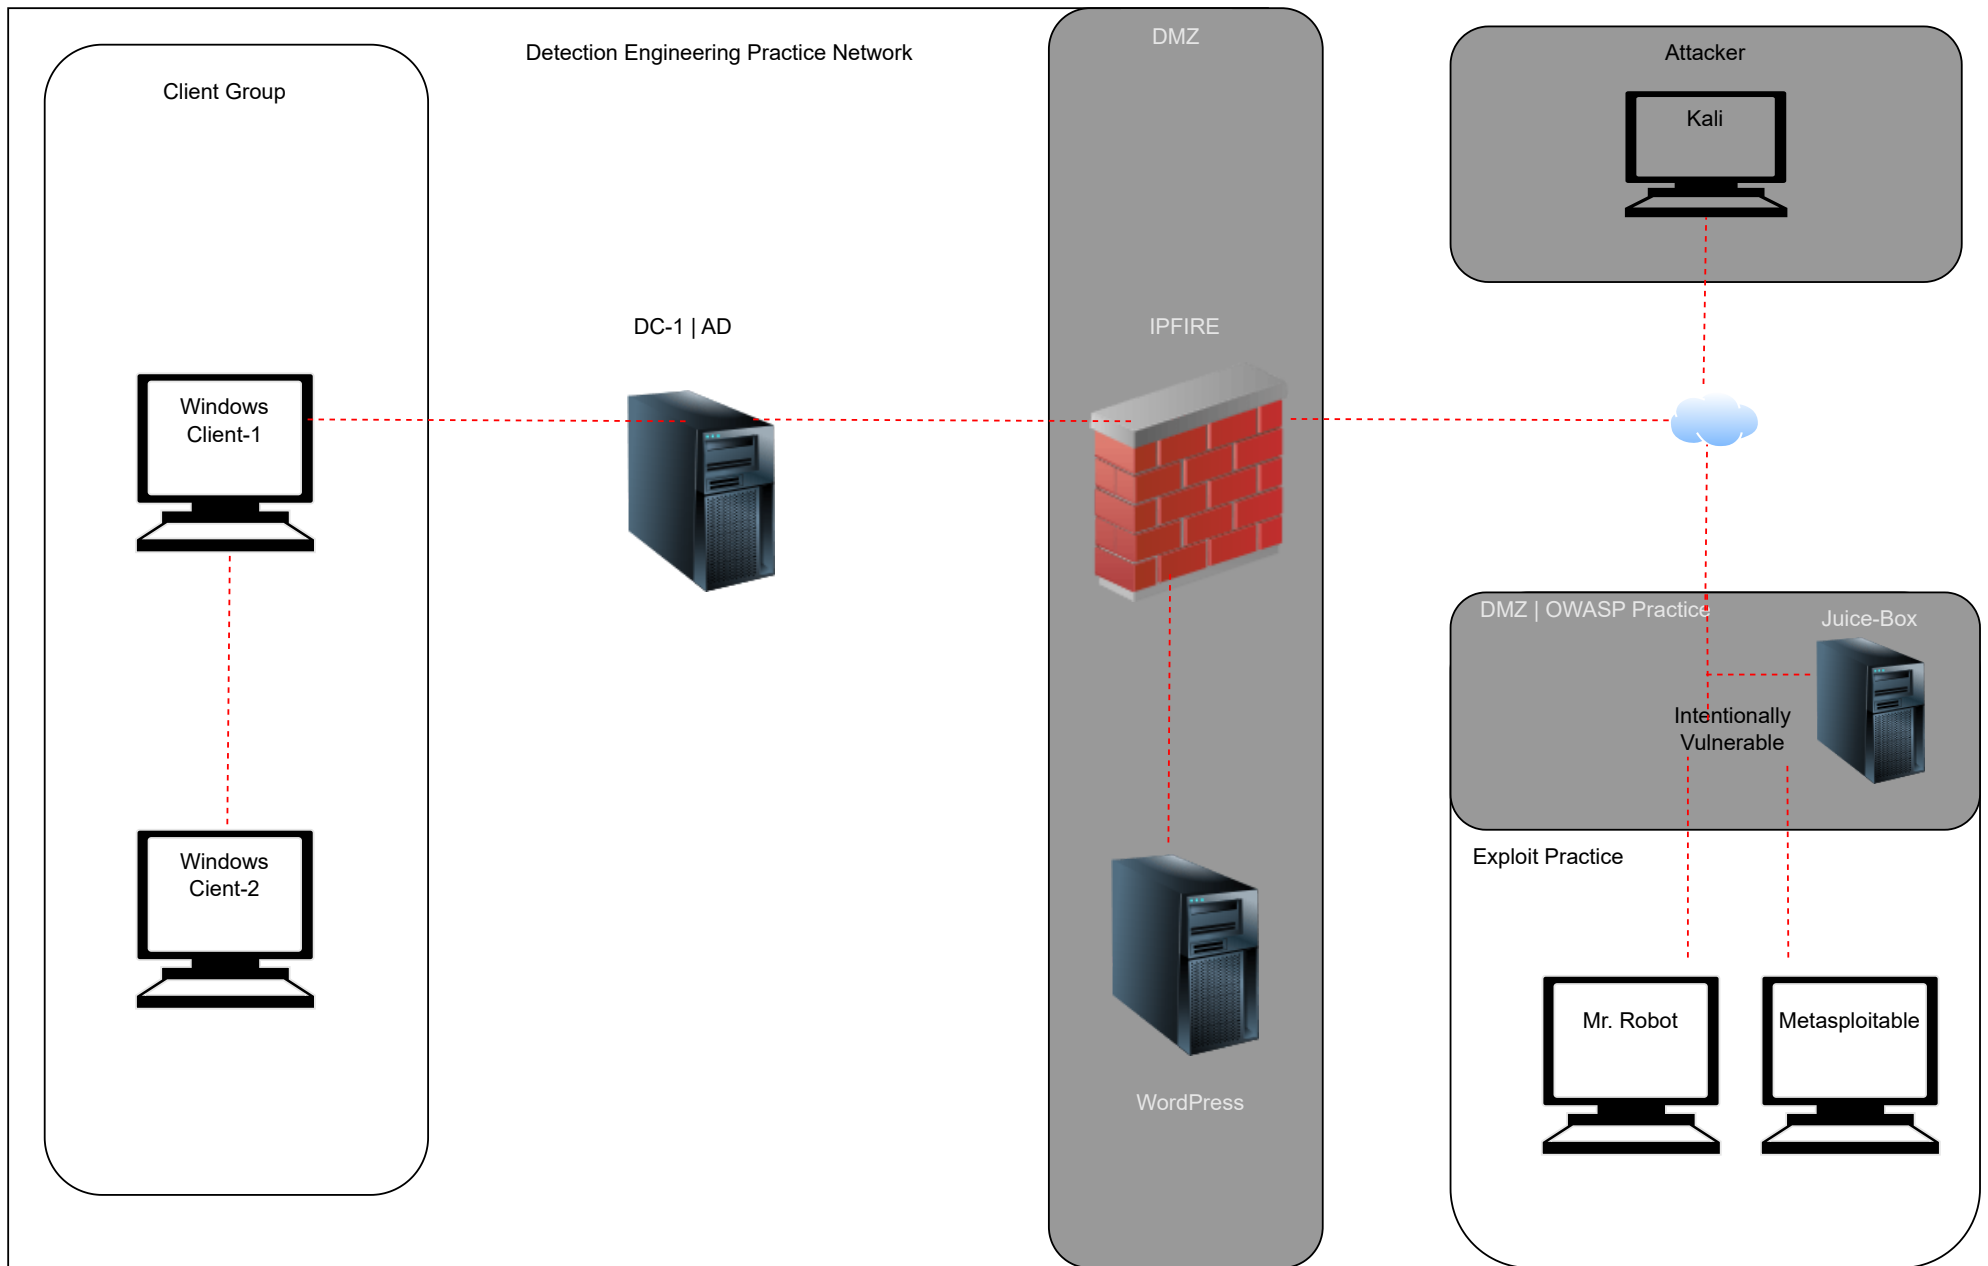 Detection Engineering Practice Network
Client Group
Windows
Client-1
Windows
Cient-2
DC-1 | AD
DMZ
IPFIRE
WordPress
Attacker
Kali
DMZ | OWASP Practice
Juice-Box
Intentionally
Vulnerable
Exploit Practice
Mr. Robot
Metasploitable